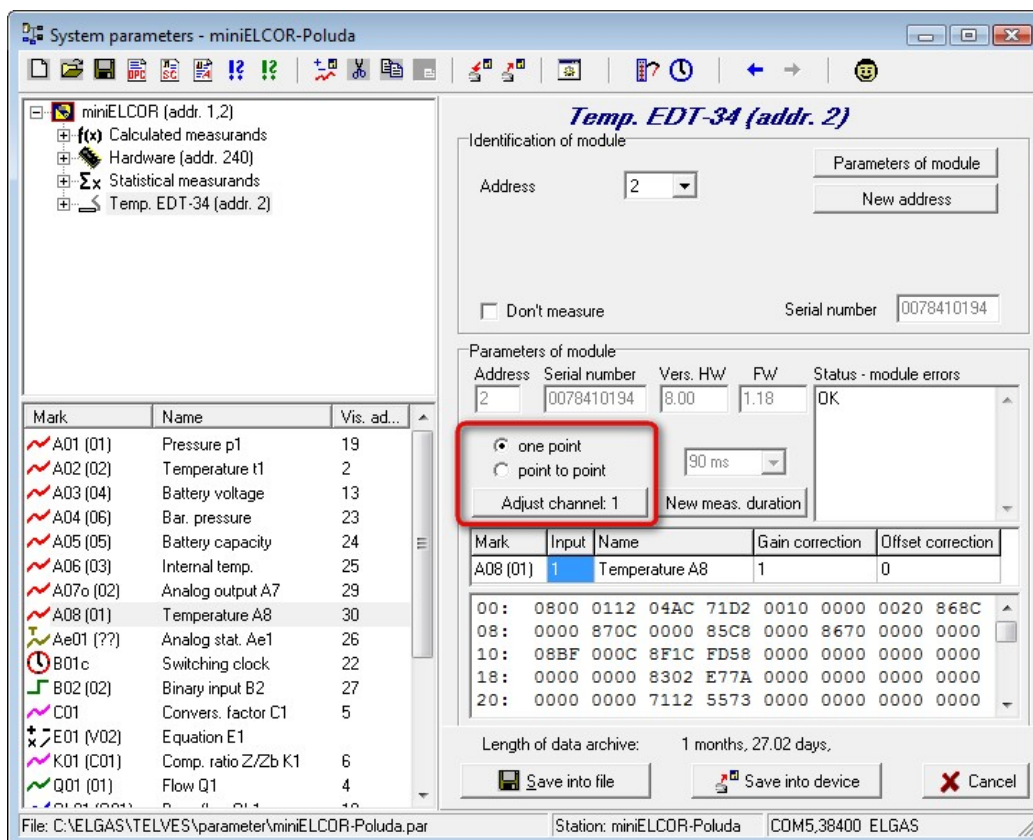 System parameters - miniELCOR-Poluda
miniELCOR (addr. 1,2)
f(x) Calculated measurands
Hardware (addr. 240)
Σx Statistical measurands
Temp. EDT-34 (addr. 2)
Mark Name Vis. ad...
A01 (01) Pressure p1 19
A02 (02) Temperature t1 2
A03 (04) Battery voltage 13
A04 (06) Bar. pressure 23
A05 (05) Battery capacity 24
A06 (03) Internal temp. 25
A07o (02) Analog output A7 29
A08 (01) Temperature A8 30
Ae01 (??) Analog stat. Ae1 26
B01c Switching clock 22
B02 (02) Binary input B2 27
C01 Convers. factor C1 5
E01 (V02) Equation E1
K01 (C01) Comp. ratio Z/Zb K1 6
Q01 (01) Flow Q1 4
Temp. EDT-34 (addr. 2)
Identification of module
Address 2
Parameters of module
New address
Don't measure
Serial number 0078410194
Parameters of module
Address Serial number Vers. HW FW Status - module errors
2 0078410194 8.00 1.18 OK
one point
point to point
90 ms
Adjust channel: 1 New meas. duration
Mark Input Name Gain correction Offset correction
A08 (01) 1 Temperature A8 1 0
00: 0800 0112 04AC 71D2 0010 0000 0020 868C
08: 0000 870C 0000 85C8 0000 8670 0000 0000
10: 08BF 000C 8F1C FD58 0000 0000 0000 0000
18: 0000 0000 8302 E77A 0000 0000 0000 0000
20: 0000 0000 7112 5573 0000 0000 0000 0000
Length of data archive: 1 months, 27.02 days,
Save into file Save into device Cancel
File: C:\ELGAS\TELVES\parameter\miniELCOR-Poluda.par Station: miniELCOR-Poluda COM5,38400 ELGAS